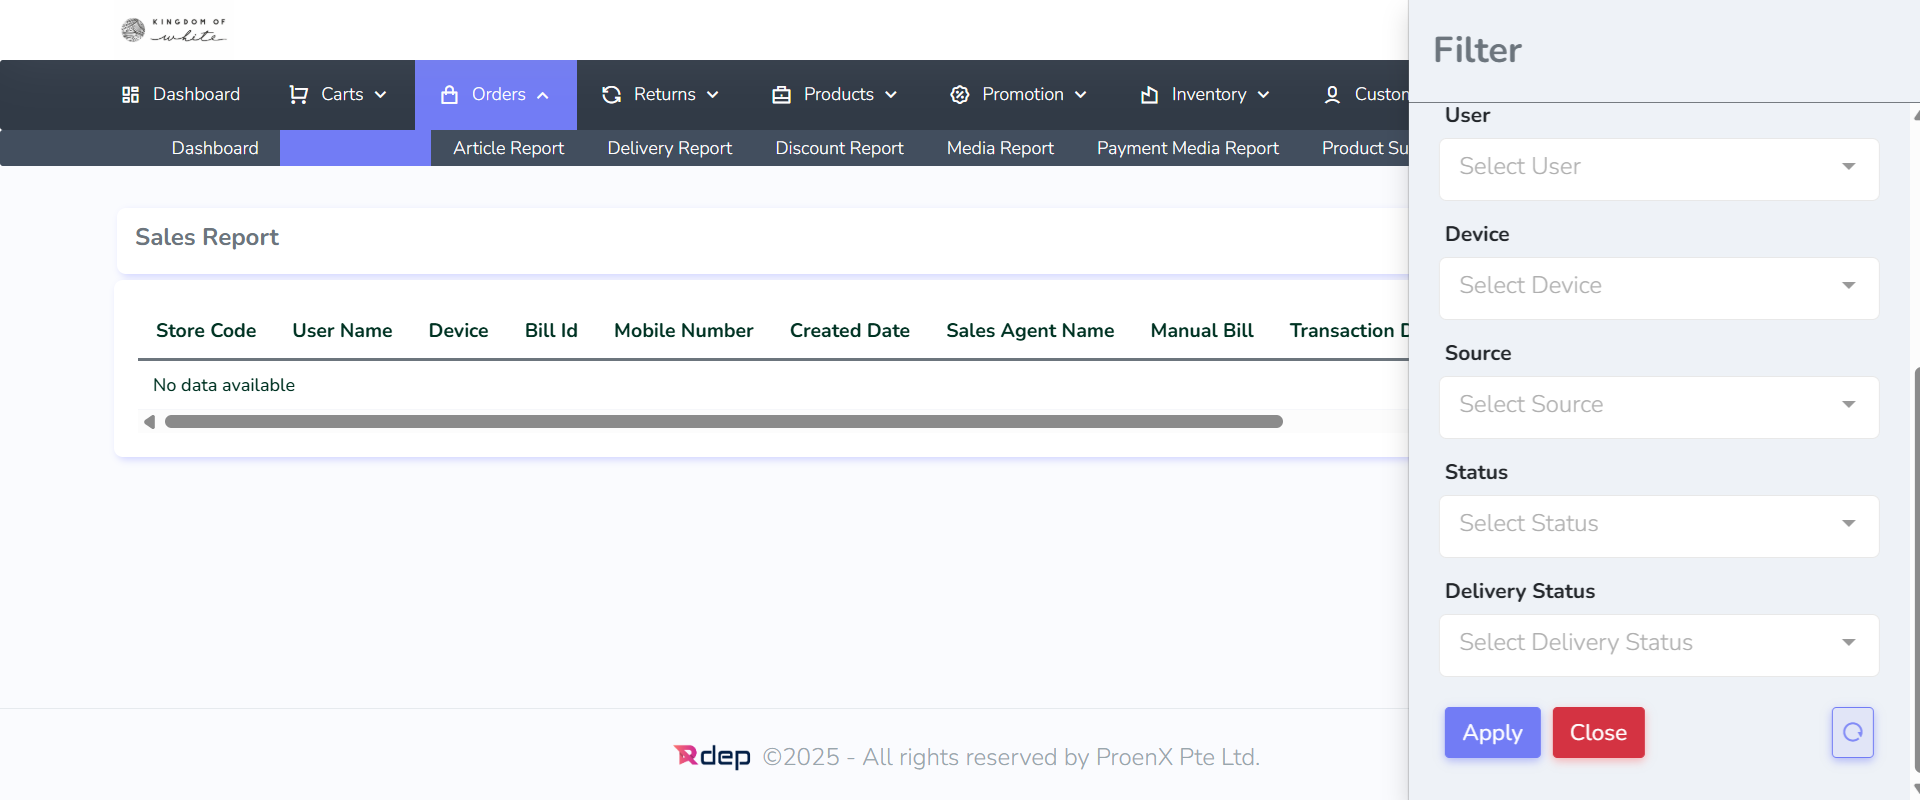 KINGDOM OF
white
Filter
Dashboard
Carts
Orders
Returns
Products
Promotion
Inventory
Custom
Dashboard
Article Report
Delivery Report
Discount Report
Media Report
Payment Media Report
Product Su
Sales Report
Store Code
User Name
Device
Bill Id
Mobile Number
Created Date
Sales Agent Name
Manual Bill
Transaction D
No data available
User
Select User
Device
Select Device
Source
Select Source
Status
Select Status
Delivery Status
Select Delivery Status
Apply
Close
Rdep ©2025 - All rights reserved by ProenX Pte Ltd.